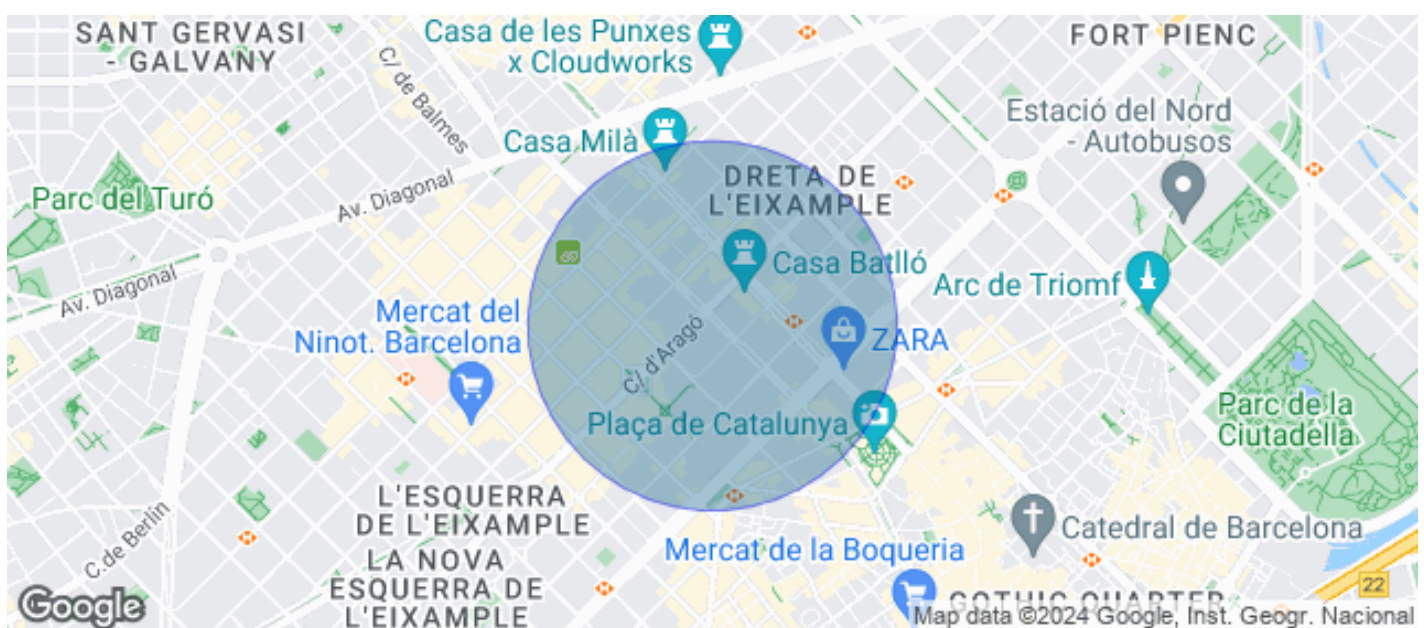 SANT GERVASI
- GALVANY
C/ de Balmes
Casa de les Punxes
x Cloudworks
FORT PIENC
Estació del Nord
- Autobusos
Casa Milà
DRETA DE
L'EIXAMPLE
Parc del Turó
Av. Diagonal
Casa Batlló
Arc de Triomf
Av. Diagonal
Mercat del
Ninot. Barcelona
C/ d'Aragó
ZARA
Plaça de Catalunya
Parc de la
Ciutadella
L'ESQUERRA
DE L'EIXAMPLE
C. de Berlín
Catedral de Barcelona
LA NOVA
ESQUERRA DE
L'EIXAMPLE
Mercat de la Boqueria
22
GOTHIC QUARTER
Google
Map data ©2024 Google, Inst. Geogr. Nacional